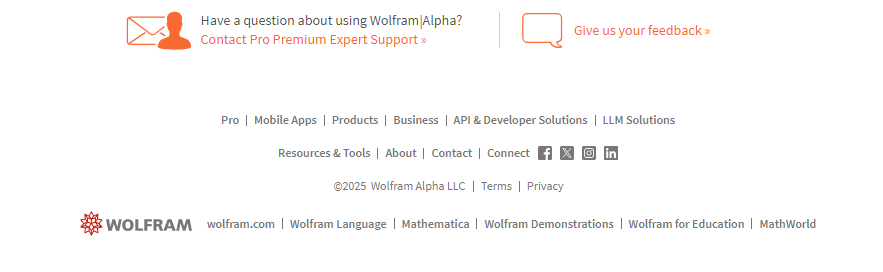 Have a question about using Wolfram|Alpha?
Contact Pro Premium Expert Support »
Give us your feedback »
Pro | Mobile Apps | Products | Business | API & Developer Solutions | LLM Solutions
Resources & Tools | About | Contact | Connect
©2025 Wolfram Alpha LLC | Terms | Privacy
WOLFRAM wolfram.com | Wolfram Language | Mathematica | Wolfram Demonstrations | Wolfram for Education | MathWorld